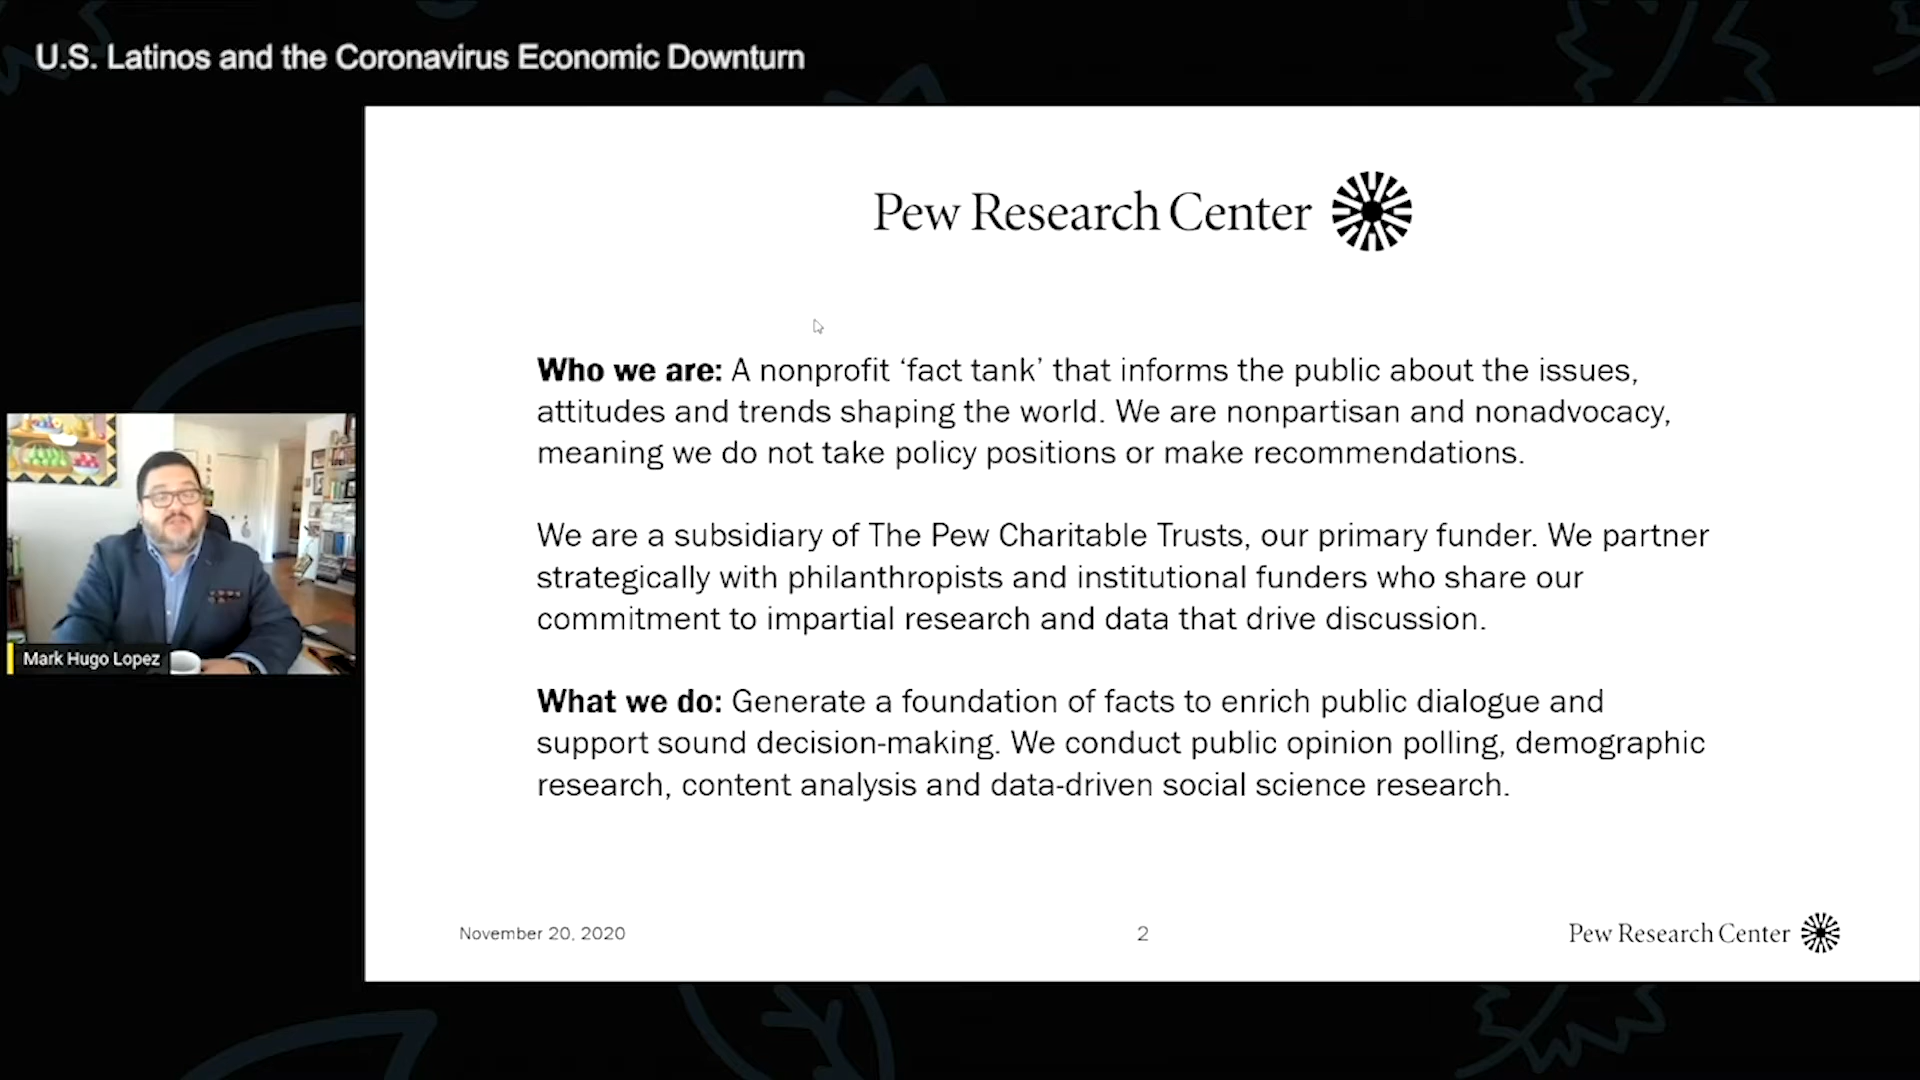 U.S. Latinos and the Coronavirus Economic Downturn
Pew Research Center
Who we are: A nonprofit ‘fact tank’ that informs the public about the issues,
attitudes and trends shaping the world. We are nonpartisan and nonadvocacy,
meaning we do not take policy positions or make recommendations.
We are a subsidiary of The Pew Charitable Trusts, our primary funder. We partner
strategically with philanthropists and institutional funders who share our
commitment to impartial research and data that drive discussion.
What we do: Generate a foundation of facts to enrich public dialogue and
support sound decision-making. We conduct public opinion polling, demographic
research, content analysis and data-driven social science research.
Mark Hugo Lopez
November 20, 2020
2
Pew Research Center